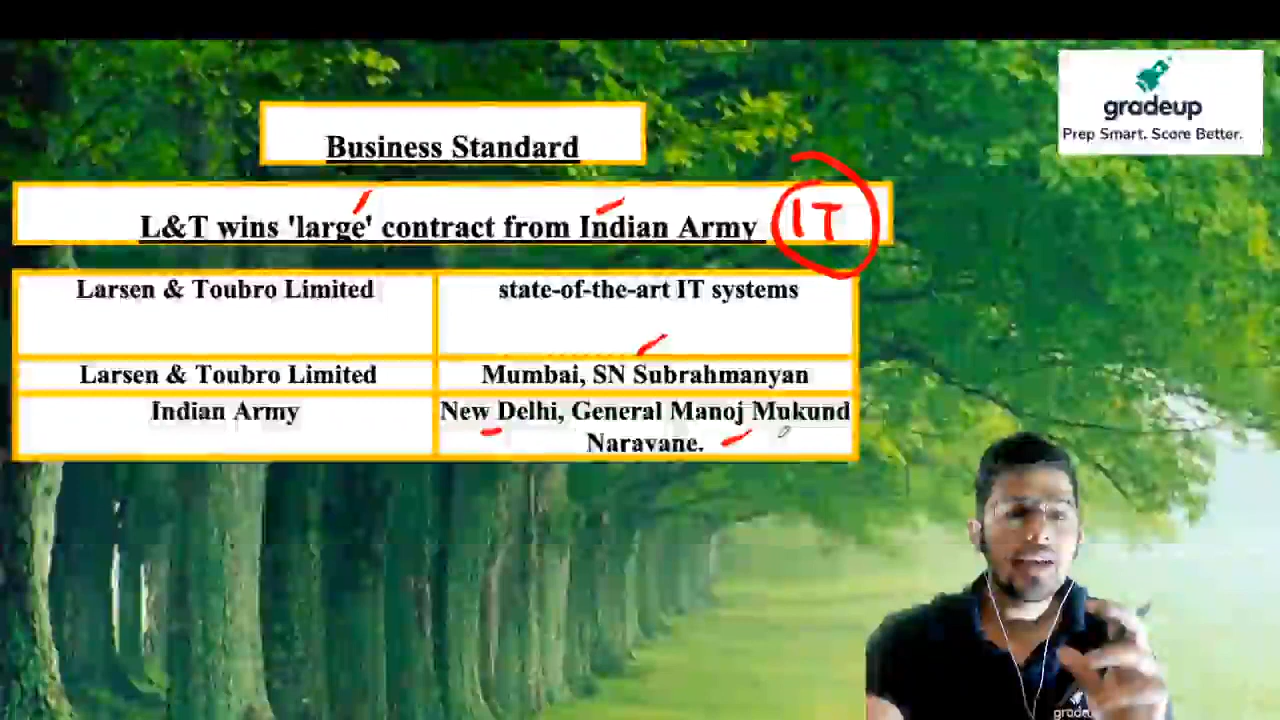 gradeup
Prep Smart. Score Better.
Business Standard
L&T wins 'large' contract from Indian Army
IT
Larsen & Toubro Limited
state-of-the-art IT systems
Larsen & Toubro Limited
Mumbai, SN Subrahmanyan
Indian Army
New Delhi, General Manoj Mukund
Naravane.